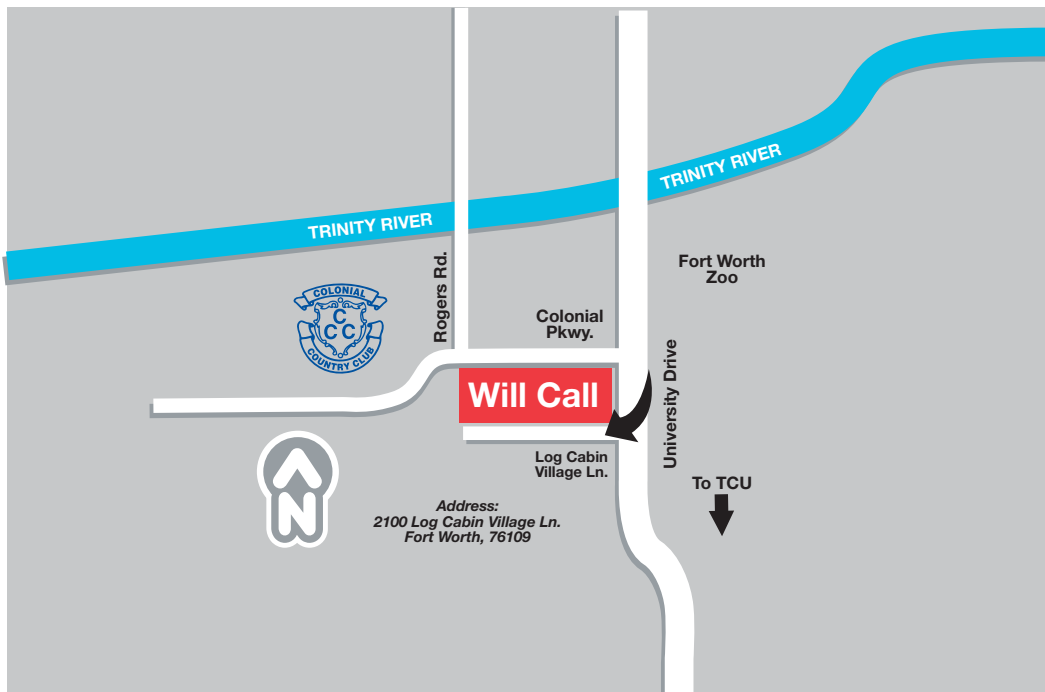 TRINITY RIVER
TRINITY RIVER
Fort Worth
Zoo
Rogers Rd.
COLONIAL
C
C C
COUNTRY CLUB
Colonial
Pkwy.
University Drive
Will Call
Log Cabin
Village Ln.
To TCU
Address:
2100 Log Cabin Village Ln.
Fort Worth, 76109
N